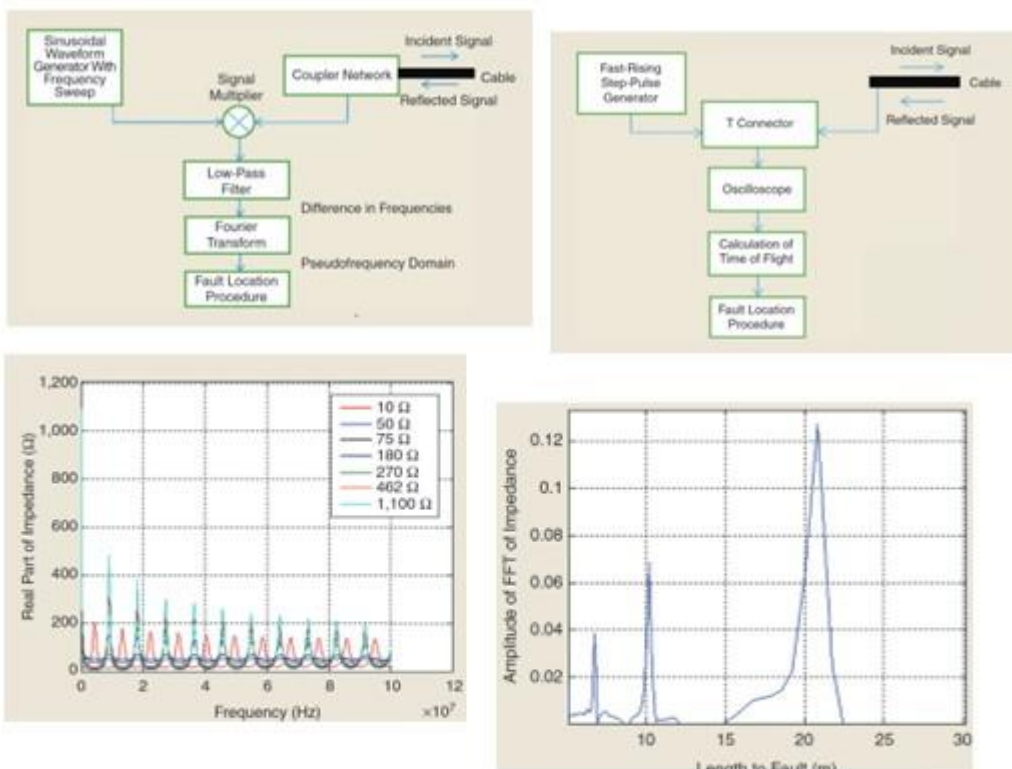 Sinusoidal
Waveform
Generator With
Frequency
Sweep
Signal
Multiplier
Coupler Network
Incident Signal
Cable
Reflected Signal
Low-Pass
Filter
Difference in Frequencies
Fourier
Transform
Pseudofrequency Domain
Fault Location
Procedure
Fast-Rising
Step-Pulse
Generator
T Connector
Incident Signal
Cable
Reflected Signal
Oscilloscope
Calculation of
Time of Flight
Fault Location
Procedure
Real Part of Impedance (Ω)
1,200
1,000
800
600
400
200
0
10 Ω
50 Ω
75 Ω
180 Ω
270 Ω
462 Ω
1,100 Ω
0 2 4 6 8 10 12
Frequency (Hz) ×10⁷
Amplitude of FFT of Impedance
0.12
0.1
0.08
0.06
0.04
0.02
10 15 20 25 30
Length to Fault (m)